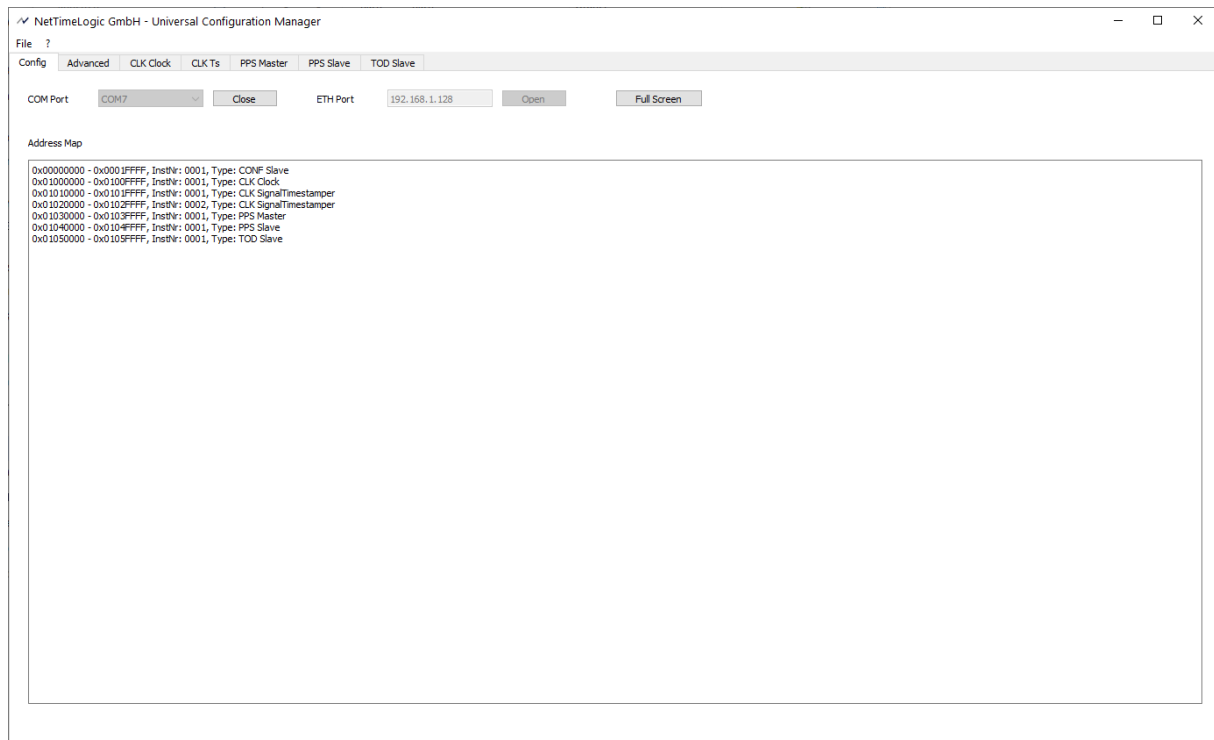 NetTimeLogic GmbH - Universal Configuration Manager
File ?
Config Advanced CLK Clock CLK Ts PPS Master PPS Slave TOD Slave
COM Port COM7 Close ETH Port 192.168.1.128 Open Full Screen
Address Map
0x00000000 - 0x0001FFFF, InstNr: 0001, Type: CONF Slave
0x01000000 - 0x0100FFFF, InstNr: 0001, Type: CLK Clock
0x01010000 - 0x0101FFFF, InstNr: 0001, Type: CLK SignalTimestamper
0x01020000 - 0x0102FFFF, InstNr: 0002, Type: CLK SignalTimestamper
0x01030000 - 0x0103FFFF, InstNr: 0001, Type: PPS Master
0x01040000 - 0x0104FFFF, InstNr: 0001, Type: PPS Slave
0x01050000 - 0x0105FFFF, InstNr: 0001, Type: TOD Slave